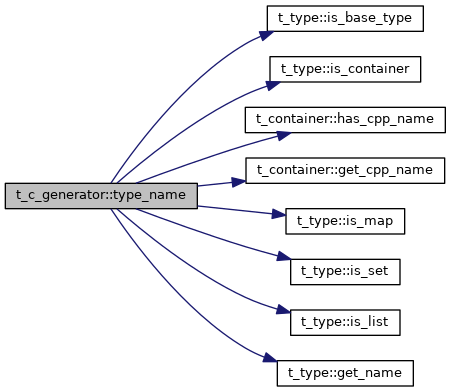 t_type::is_base_type
t_type::is_container
t_container::has_cpp_name
t_container::get_cpp_name
t_c_generator::type_name
t_type::is_map
t_type::is_set
t_type::is_list
t_type::get_name